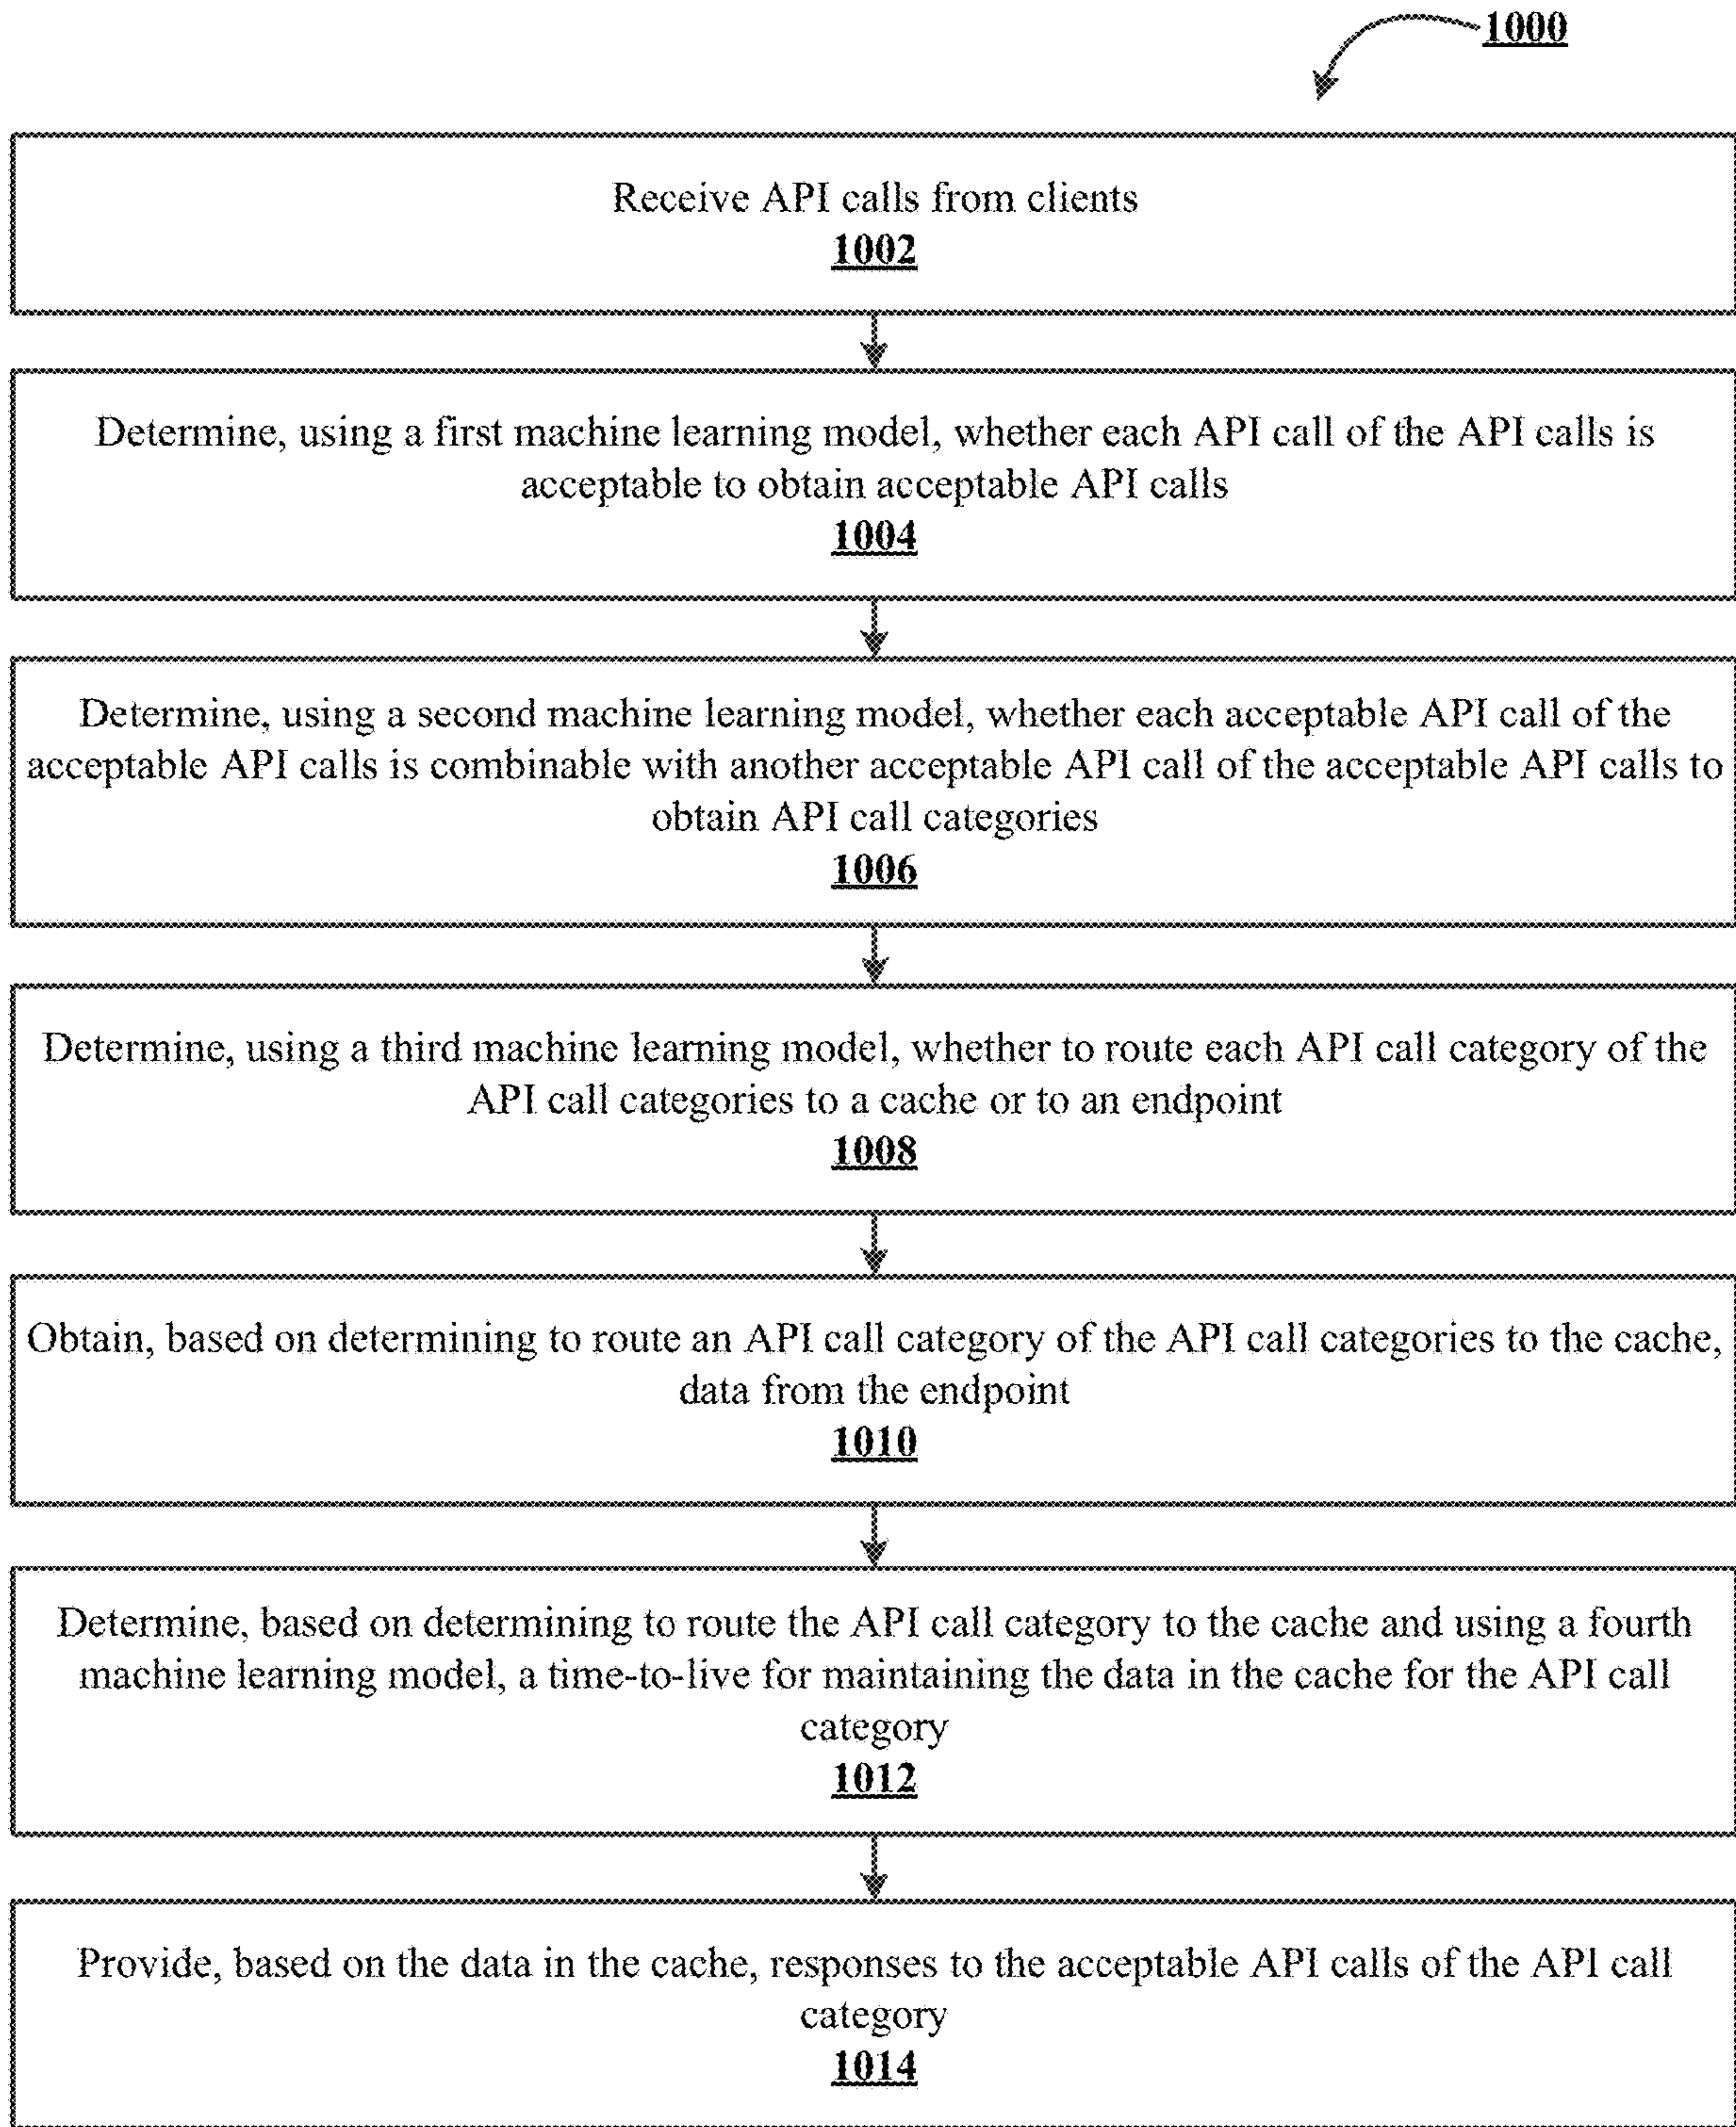 1000
Receive API calls from clients
1002
Determine, using a first machine learning model, whether each API call of the API calls is
acceptable to obtain acceptable API calls
1004
Determine, using a second machine learning model, whether each acceptable API call of the
acceptable API calls is combinable with another acceptable API call of the acceptable API calls to
obtain API call categories
1006
Determine, using a third machine learning model, whether to route each API call category of the
API call categories to a cache or to an endpoint
1008
Obtain, based on determining to route an API call category of the API call categories to the cache,
data from the endpoint
1010
Determine, based on determining to route the API call category to the cache and using a fourth
machine learning model, a time-to-live for maintaining the data in the cache for the API call
category
1012
Provide, based on the data in the cache, responses to the acceptable API calls of the API call
category
1014